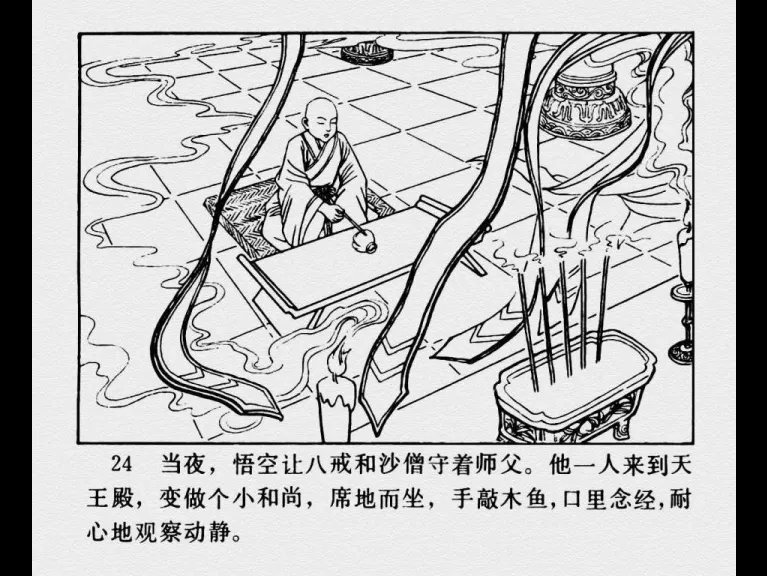 24 当夜，悟空让八戒和沙僧守着师父。他一人来到天
王殿，变做个小和尚，席地而坐，手敲木鱼，口里念经，耐
心地观察动静。